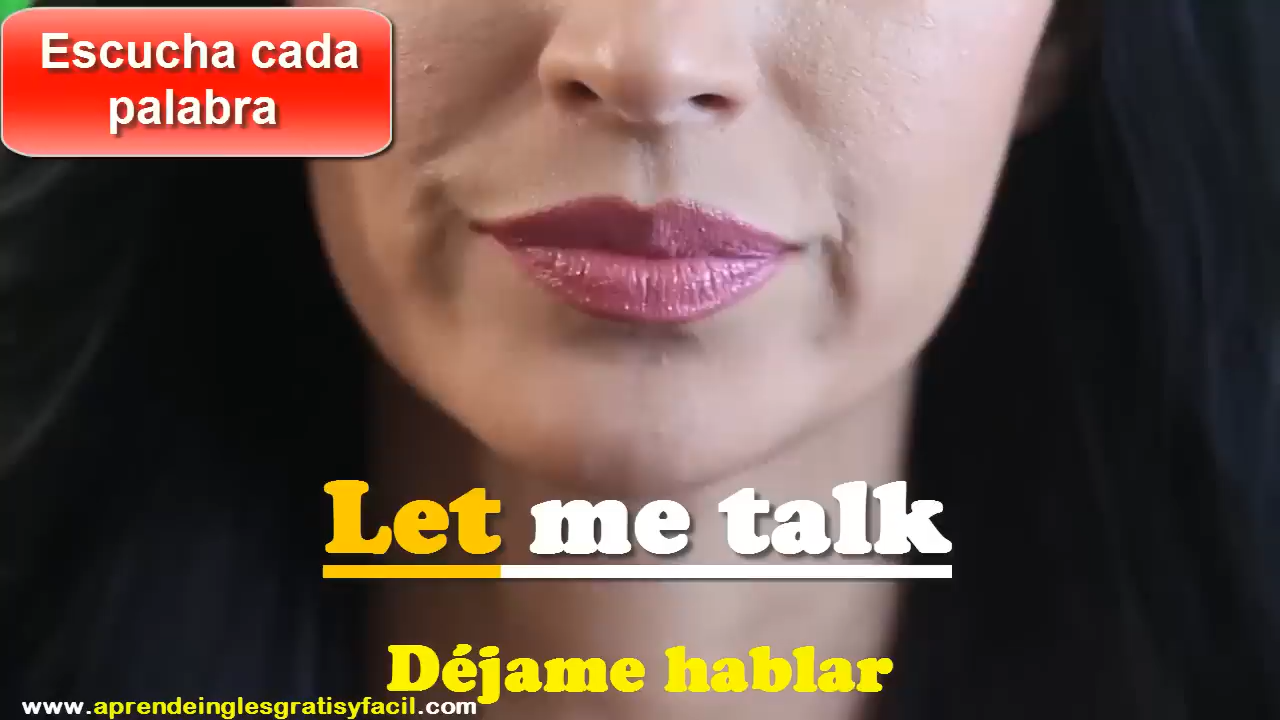 Escucha cada
palabra
Let me talk
Déjame hablar
www.aprendeinglesgratisyfacil.com